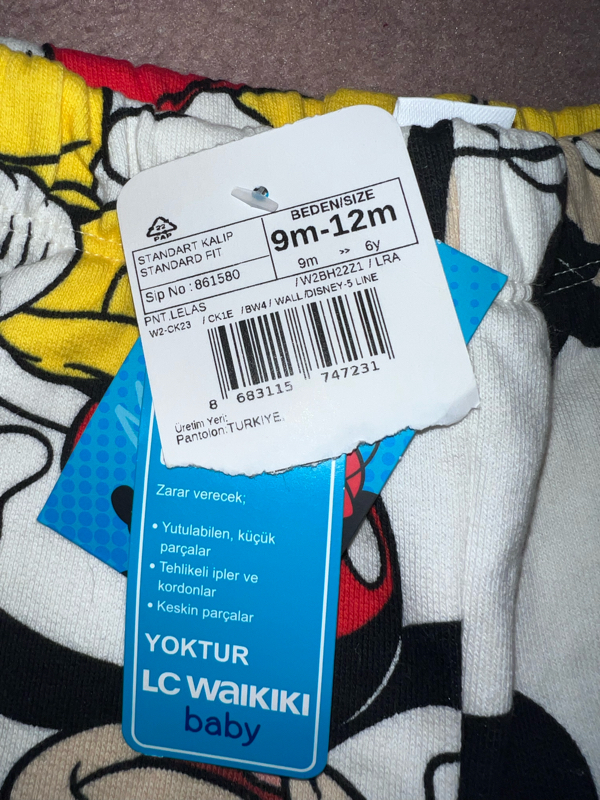 22
PAP
BEDEN/SIZE
STANDART KALIP
STANDARD FIT
9m-12m
9m >> 6y
Sip No : 861580
/W2BH22Z1 / LRA
PNT.LELAS
W2-CK23 / CK1E /BW4 / WALL/DISNEY-5 LINE
8 683115 747231
Üretim Yeri:
Pantolon.TURKIYE.
Zarar verecek;
• Yutulabilen, küçük
parçalar
• Tehlikeli ipler ve
kordonlar
• Keskin parçalar
YOKTUR
LC WAIKIKI
baby